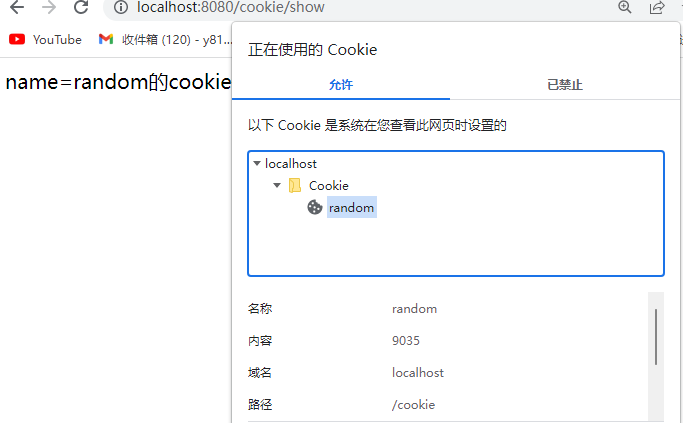 localhost:8080/cookie/show
YouTube
收件箱 (120) - y81...
name=random的cookie
正在使用的 Cookie
允许
已禁止
以下 Cookie 是系统在您查看此网页时设置的
localhost
Cookie
random
名称 random
内容 9035
域名 localhost
路径 /cookie